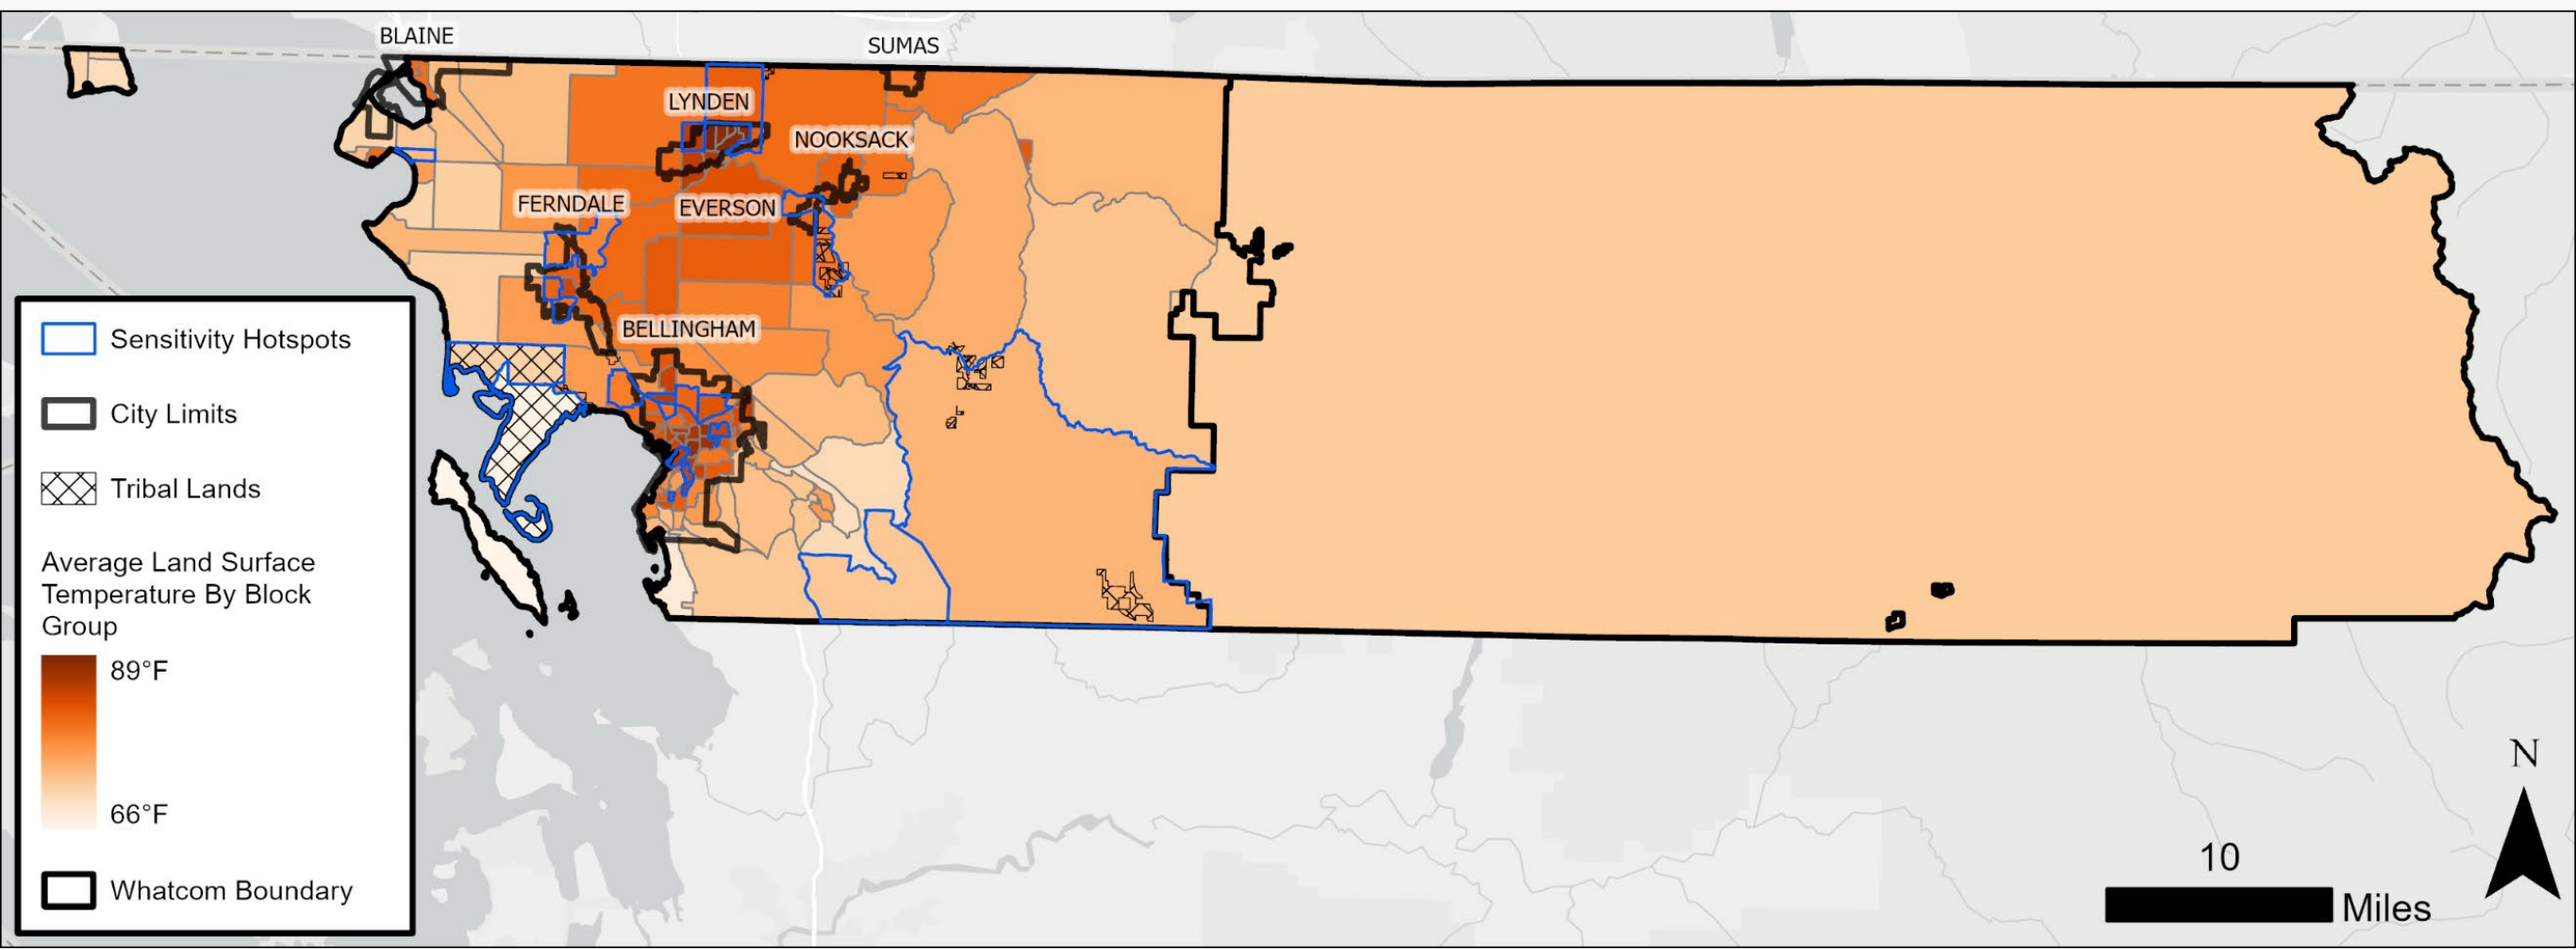 BLAINE
SUMAS
LYNDEN
NOOKSACK
FERNDALE
EVERSON
BELLINGHAM
Sensitivity Hotspots
City Limits
Tribal Lands
Average Land Surface
Temperature By Block
Group
89°F
66°F
Whatcom Boundary
N
10
Miles